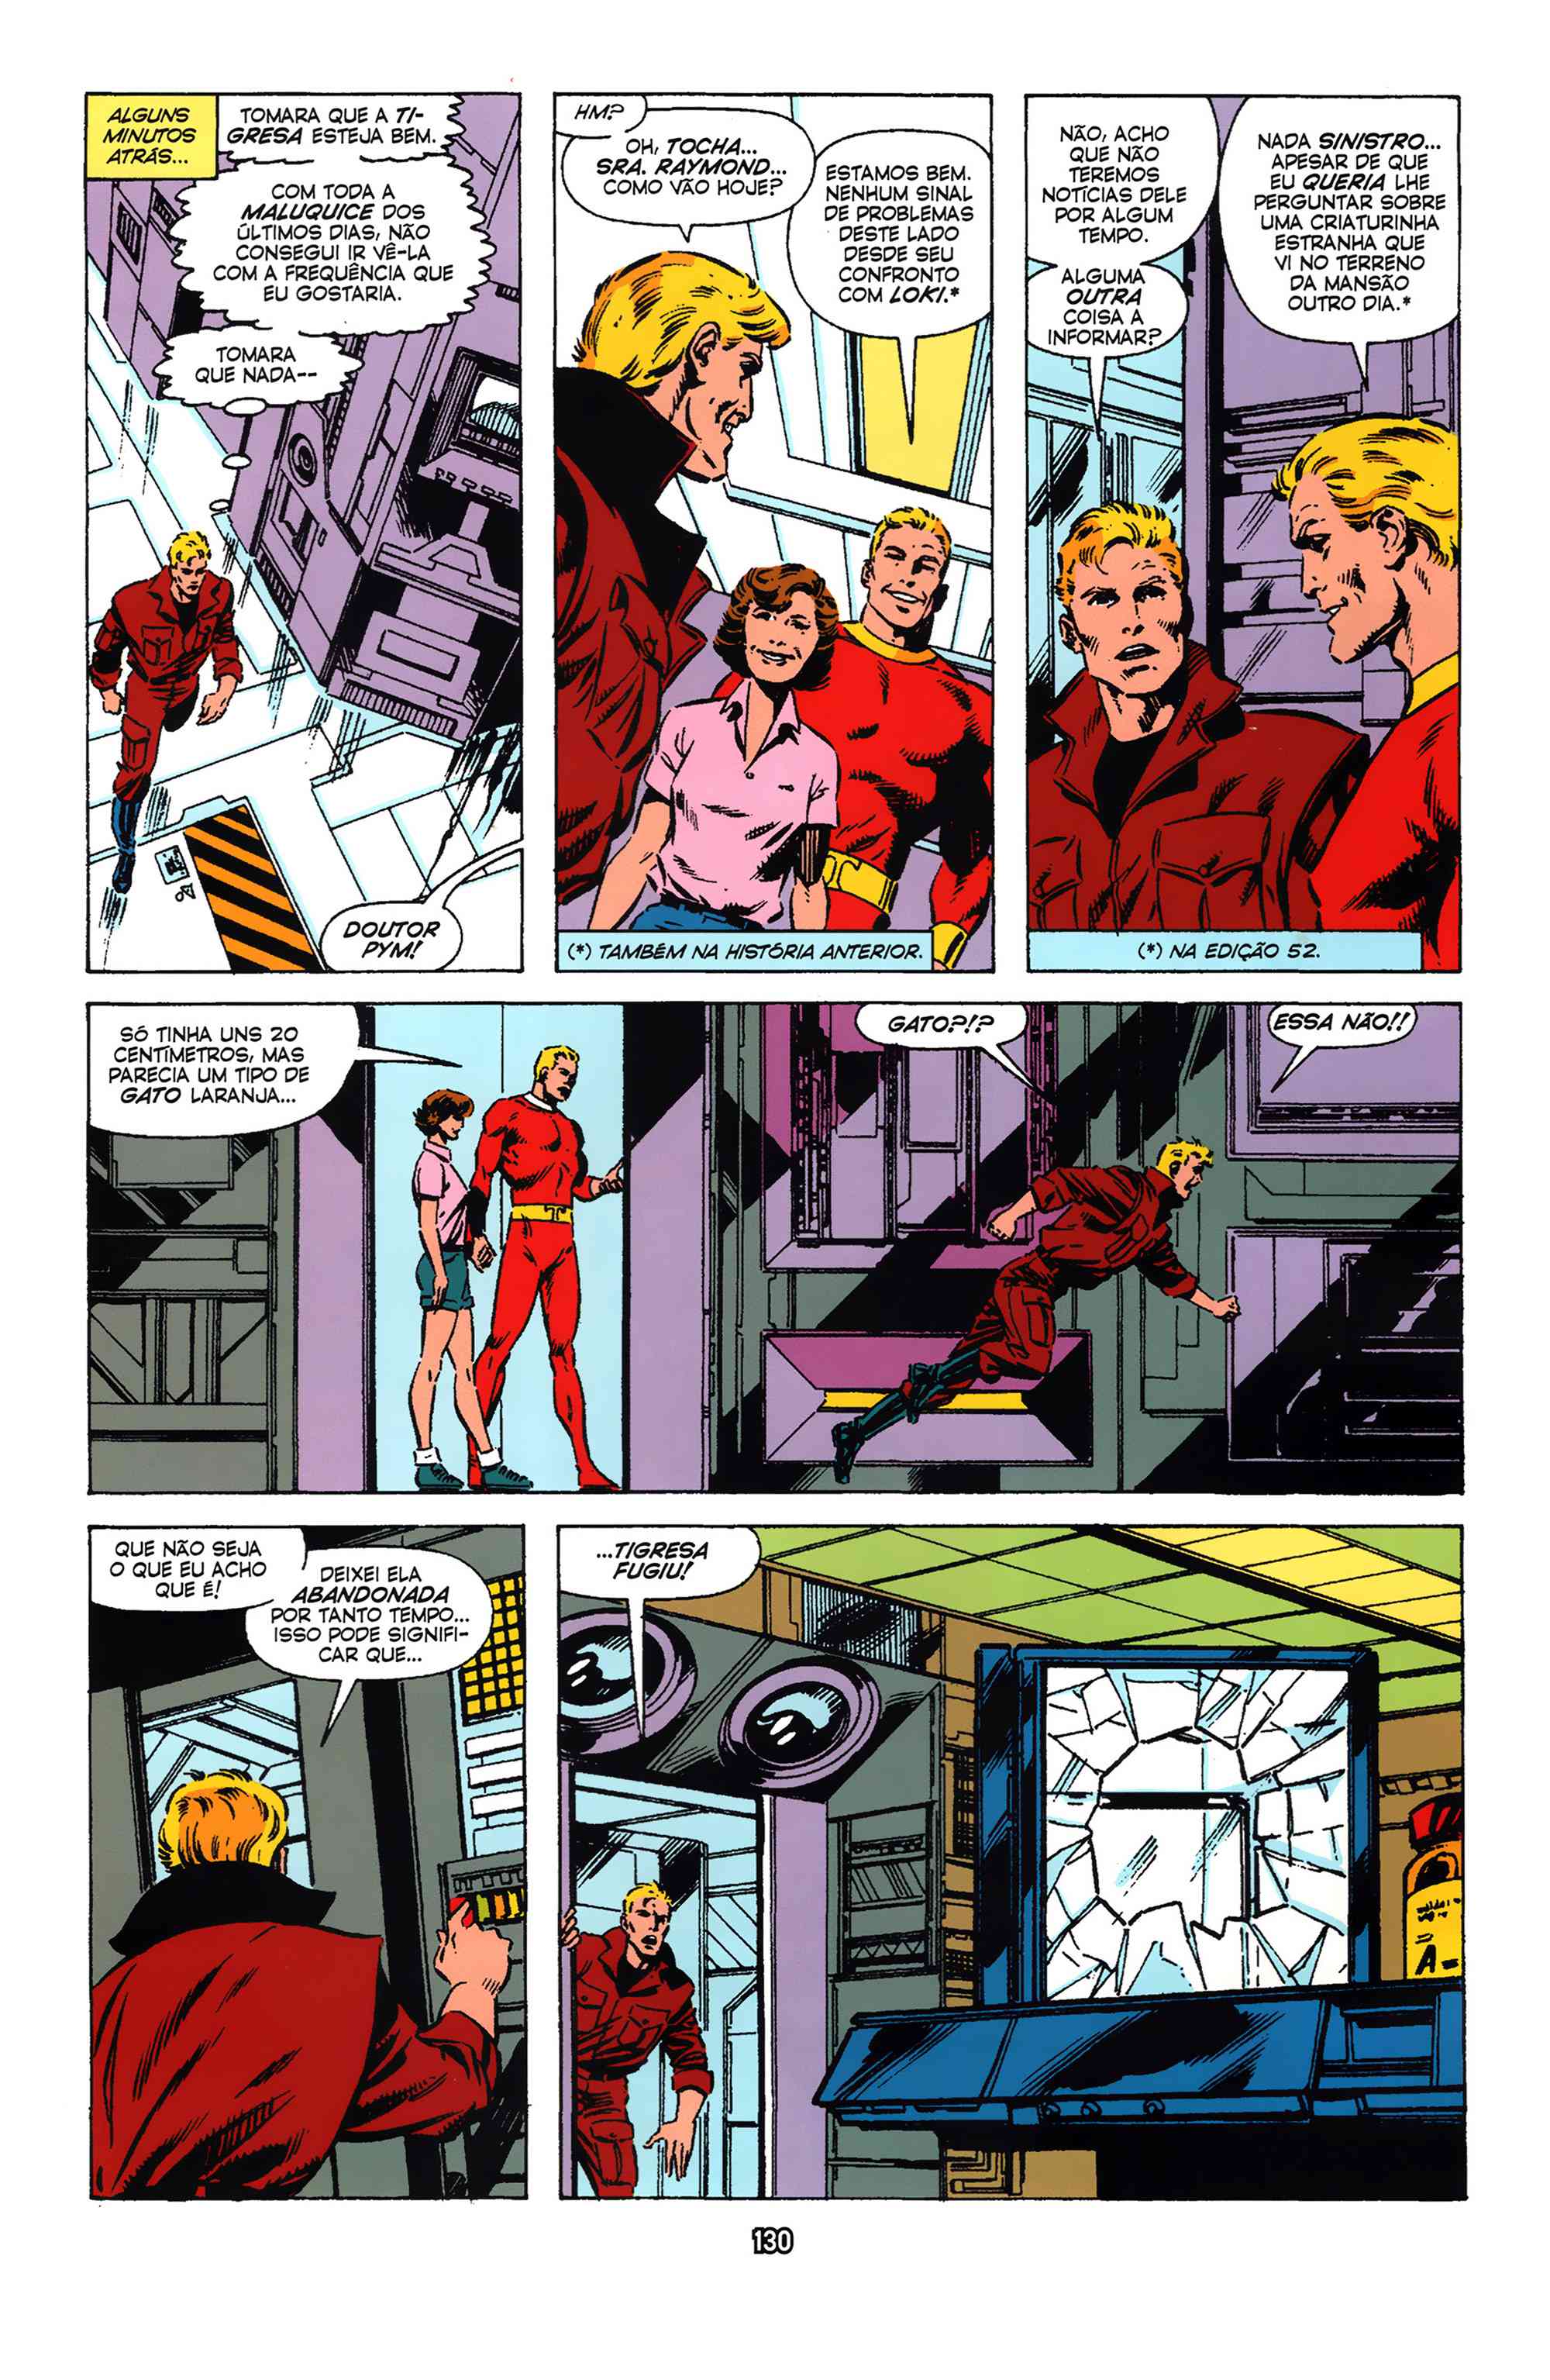 ALGUNS
MINUTOS
ATRÁS...
TOMARA QUE A TI-
GRESA ESTEJA BEM.
COM TODA A
MALUQUICE DOS
ÚLTIMOS DIAS, NÃO
CONSEGUI IR VÊ-LA
COM A FREQUÊNCIA QUE
EU GOSTARIA.
TOMARA
QUE NADA--
DOUTOR
PYM!
HM?
OH, TOCHA...
SRA. RAYMOND...
COMO VÃO HOJE?
ESTAMOS BEM.
NENHUM SINAL
DE PROBLEMAS
DESTE LADO
DESDE SEU
CONFRONTO
COM LOKI.*
(*) TAMBÉM NA HISTÓRIA ANTERIOR.
NÃO, ACHO
QUE NÃO
TEREMOS
NOTÍCIAS DELE
POR ALGUM
TEMPO.
ALGUMA
OUTRA
COISA A
INFORMAR?
NADA SINISTRO...
APESAR DE QUE
EU QUERIA LHE
PERGUNTAR SOBRE
UMA CRIATURINHA
ESTRANHA QUE
VI NO TERRENO
DA MANSÃO
OUTRO DIA.*
(*) NA EDIÇÃO 52.
SÓ TINHA UNS 20
CENTÍMETROS, MAS
PARECIA UM TIPO DE
GATO LARANJA...
GATO?!?
ESSA NÃO!!
QUE NÃO SEJA
O QUE EU ACHO
QUE É!
DEIXEI ELA
ABANDONADA
POR TANTO TEMPO...
ISSO PODE SIGNIFI-
CAR QUE...
...TIGRESA
FUGIU!
A-
130